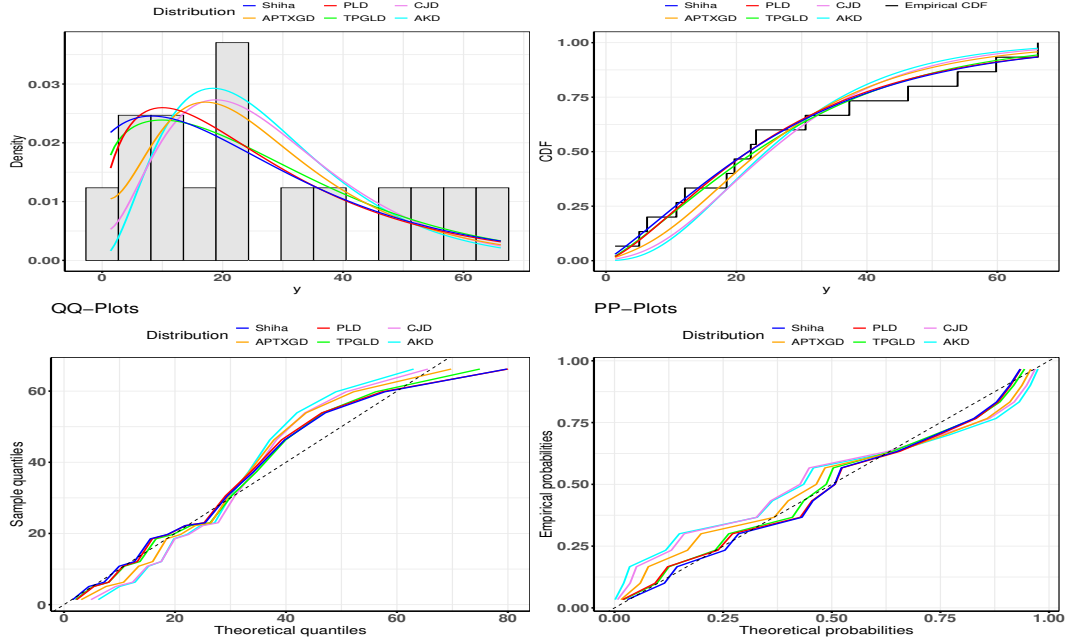 Distribution Shiha PLD CJD
APTXGD TPGLD AKD
Density
0.03
0.02
0.01
0.00
0 20 40 60
y
Shiha PLD CJD Empirical CDF
APTXGD TPGLD AKD
CDF
1.00
0.75
0.50
0.25
0.00
0 20 40 60
y
QQ−Plots
Distribution Shiha PLD CJD
APTXGD TPGLD AKD
Sample quantiles
60
40
20
0
0 20 40 60 80
Theoretical quantiles
PP−Plots
Distribution Shiha PLD CJD
APTXGD TPGLD AKD
Empirical probabilities
1.00
0.75
0.50
0.25
0.00
0.00 0.25 0.50 0.75 1.00
Theoretical probabilities